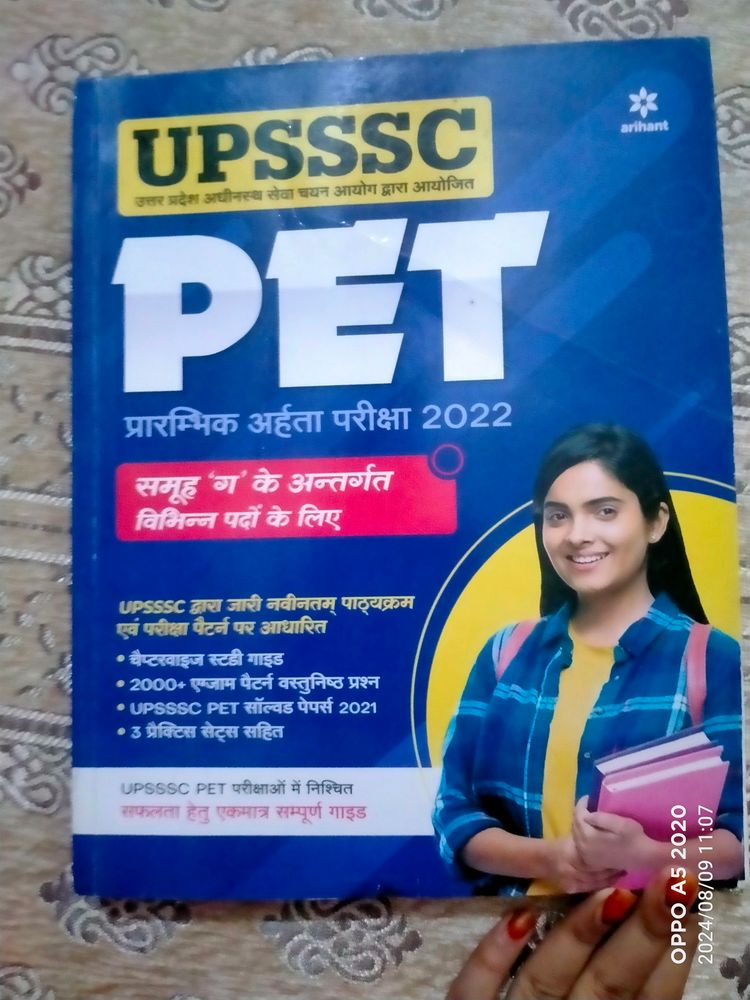 UPSSSC
उत्तर प्रदेश अधीनस्थ सेवा चयन आयोग द्वारा आयोजित
arihant
PET
प्रारम्भिक अर्हता परीक्षा 2022
समूह 'ग' के अन्तर्गत
विभिन्न पदों के लिए
UPSSSC द्वारा जारी नवीनतम् पाठ्यक्रम
एवं परीक्षा पैटर्न पर आधारित
• चैप्टरवाइज स्टडी गाइड
• 2000+ एग्जाम पैटर्न वस्तुनिष्ठ प्रश्न
• UPSSSC PET सॉल्वड पेपर्स 2021
• 3 प्रैक्टिस सेट्स सहित
UPSSSC PET परीक्षाओं में निश्चित
सफलता हेतु एकमात्र सम्पूर्ण गाइड
OPPO A5 2020
2024/08/09 11:07